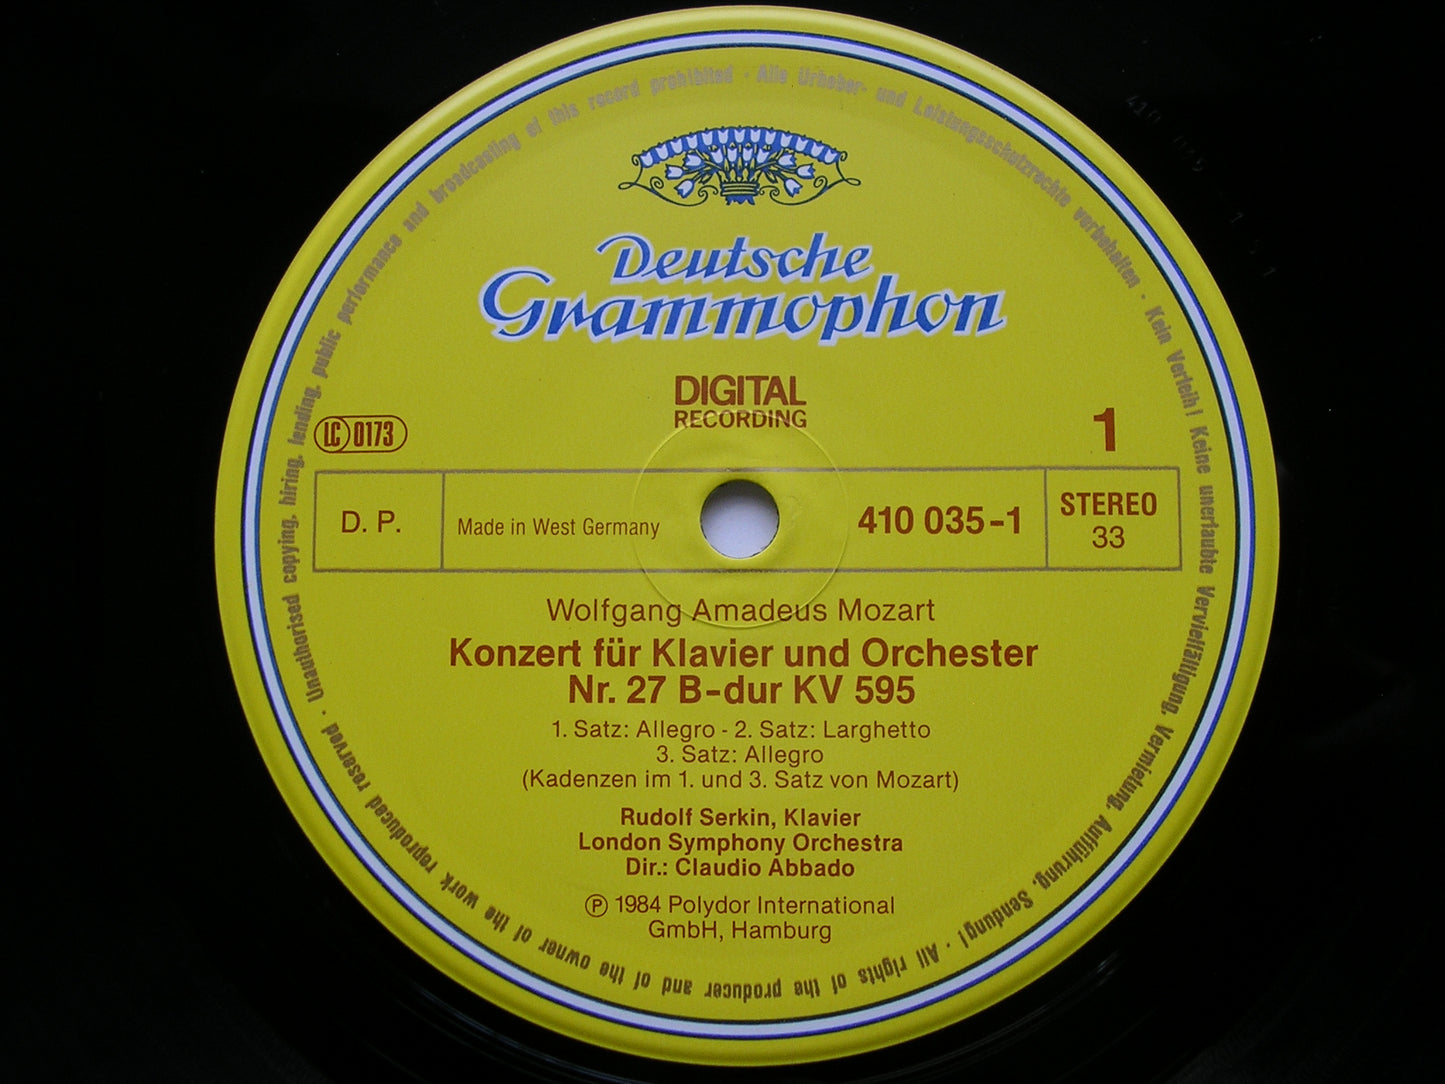 Deutsche
Grammophon
DIGITAL
RECORDING
LC 0173
1
D. P.
Made in West Germany
410 035-1
STEREO
33
Wolfgang Amadeus Mozart
Konzert für Klavier und Orchester
Nr. 27 B-dur KV 595
1. Satz: Allegro - 2. Satz: Larghetto
3. Satz: Allegro
(Kadenzen im 1. und 3. Satz von Mozart)
Rudolf Serkin, Klavier
London Symphony Orchestra
Dir.: Claudio Abbado
℗ 1984 Polydor International
GmbH, Hamburg
Alle Urheber- und Leistungsschutzrechte vorbehalten · Kein Verleih! Keine unerlaubte Vervielfältigung, Vermietung, Aufführung, Sendung! · All rights of the producer and of the owner of the work reproduced reserved · Unauthorised copying, hiring, lending, public performance and broadcasting of this record prohibited ·